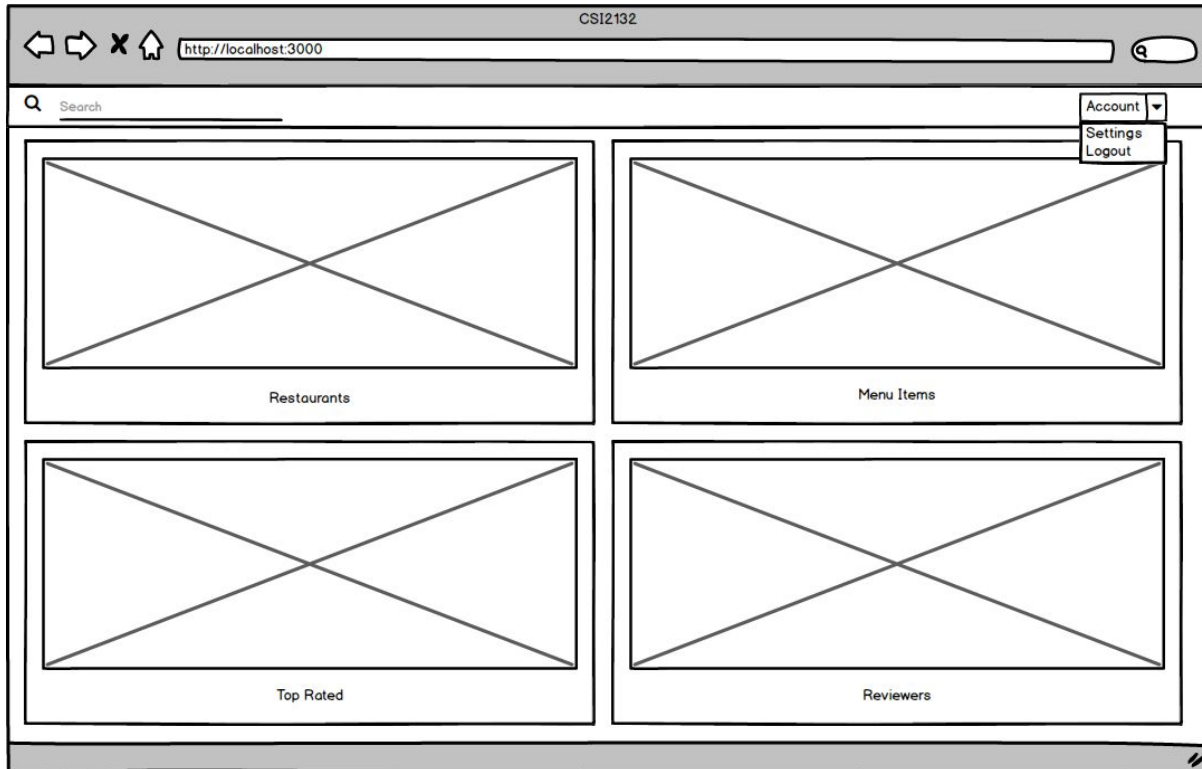 CSI2132
http://localhost:3000
Search
Account
Settings
Logout
Restaurants
Menu Items
Top Rated
Reviewers